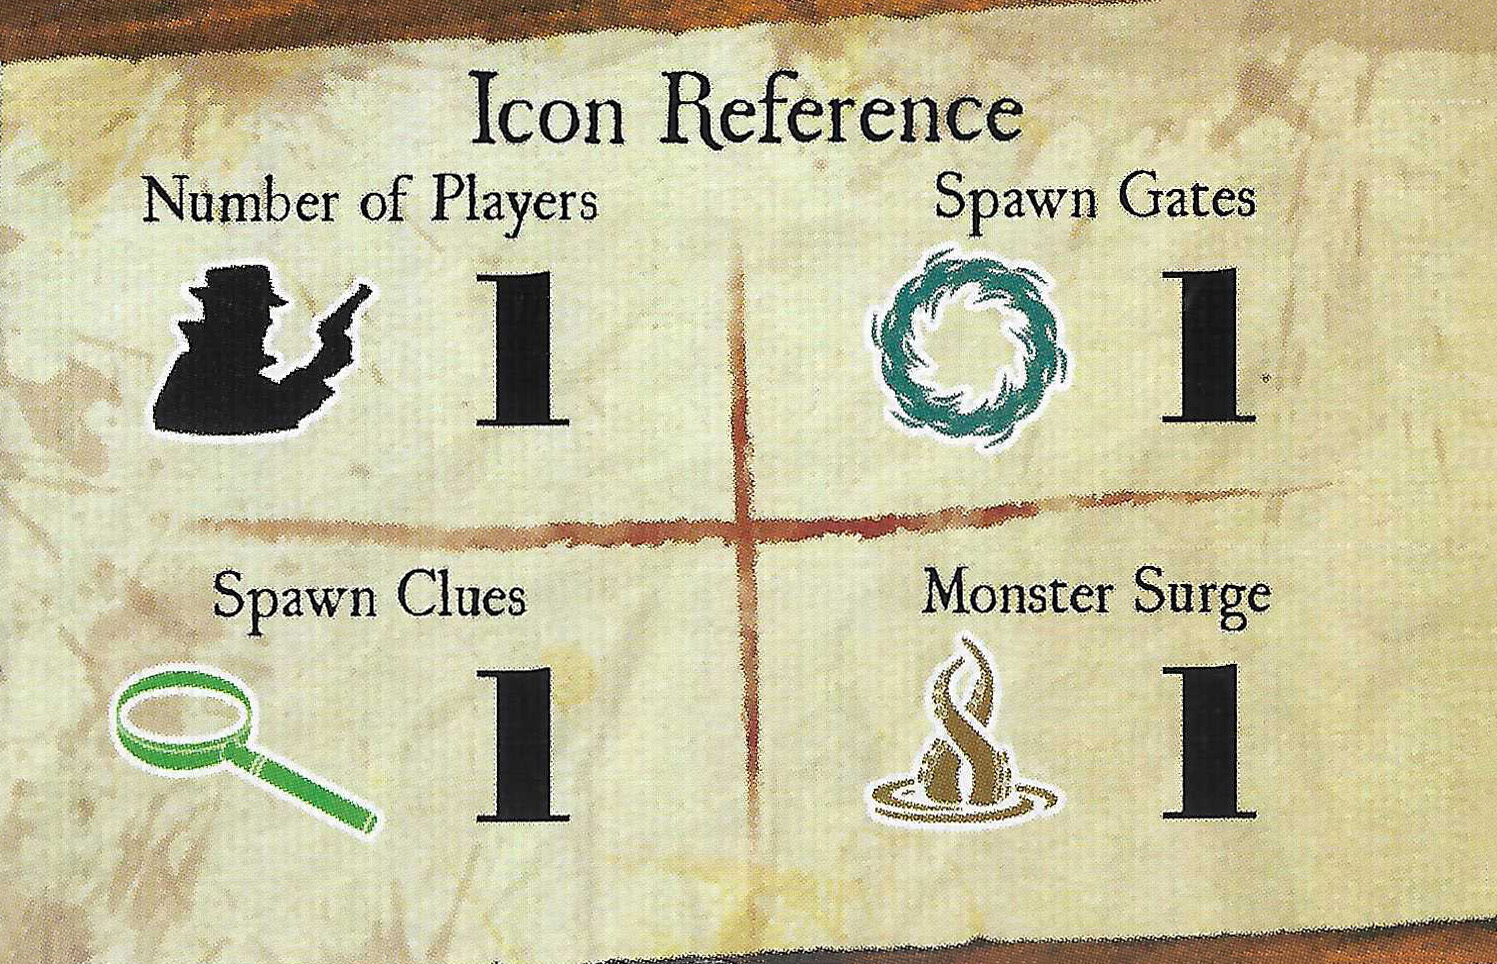 Icon Reference
Number of Players
1
Spawn Gates
1
Spawn Clues
1
Monster Surge
1